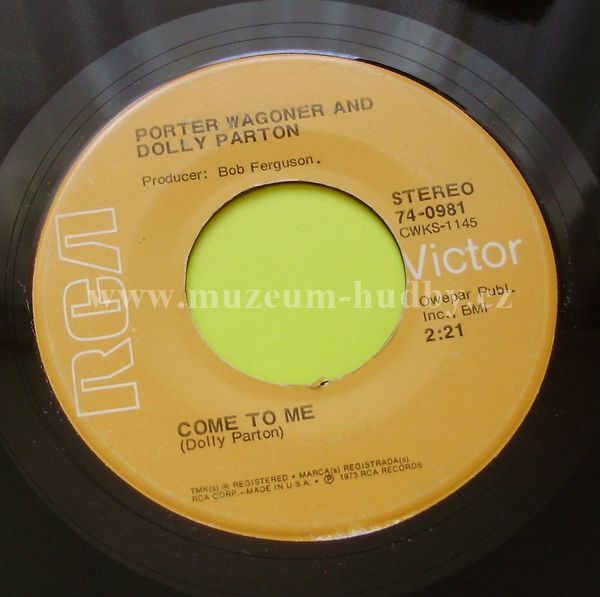 PORTER WAGONER AND
DOLLY PARTON
Producer: Bob Ferguson.
STEREO
74-0981
CWKS-1145
RCA
Victor
Owepar Publ.
Inc., BMI
2:21
www.muzeum-hudby.cz
COME TO ME
(Dolly Parton)
TMK(s) ® REGISTERED • MARCA(s) REGISTRADA(s)
RCA CORP–MADE IN U.S.A. • ℗ 1973 RCA RECORDS